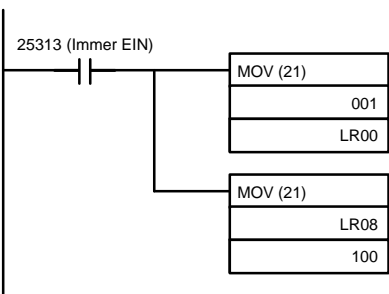 25313 (Immer EIN)
MOV (21)
001
LR00
MOV (21)
LR08
100